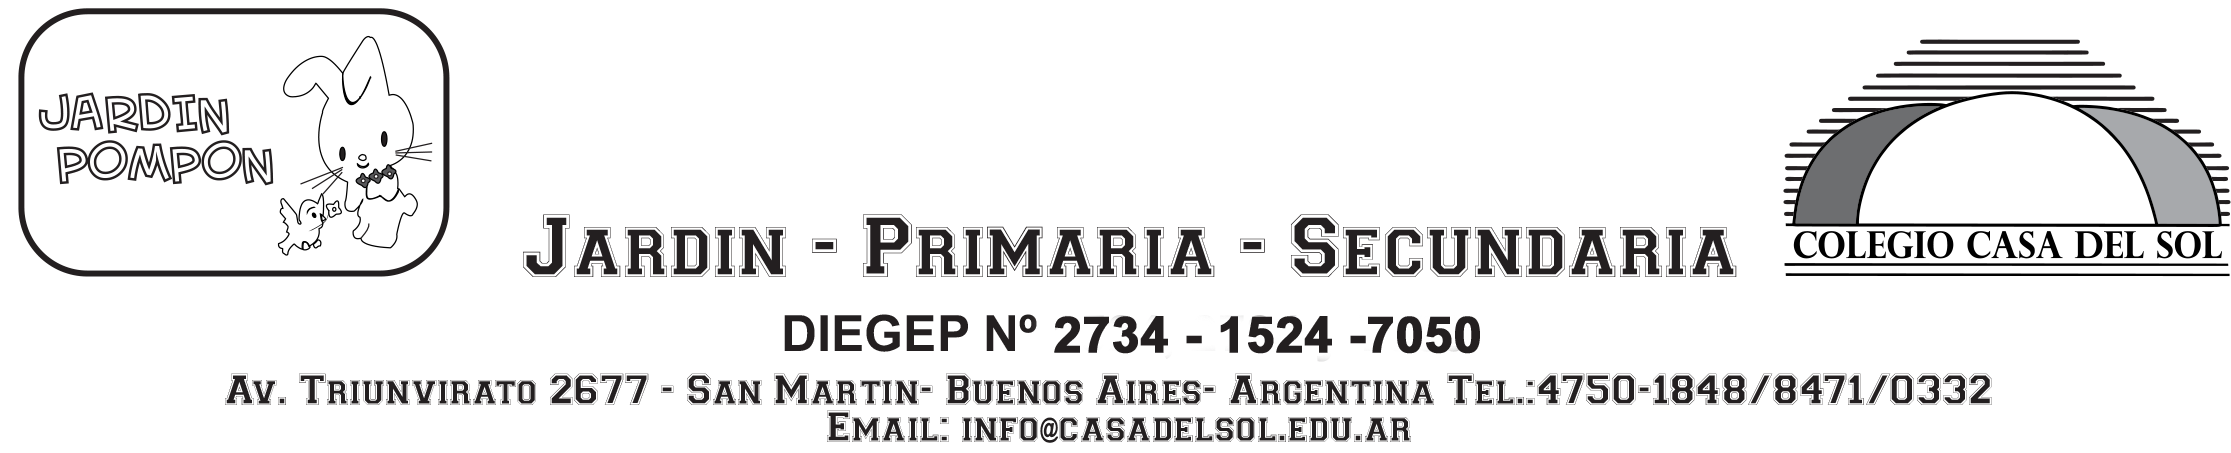 JARDIN
POMPON
JARDIN - PRIMARIA - SECUNDARIA
COLEGIO CASA DEL SOL
DIEGEP Nº 2734 - 1524 -7050
AV. TRIUNVIRATO 2677 - SAN MARTIN- BUENOS AIRES- ARGENTINA TEL.:4750-1848/8471/0332
EMAIL: INFO@CASADELSOL.EDU.AR